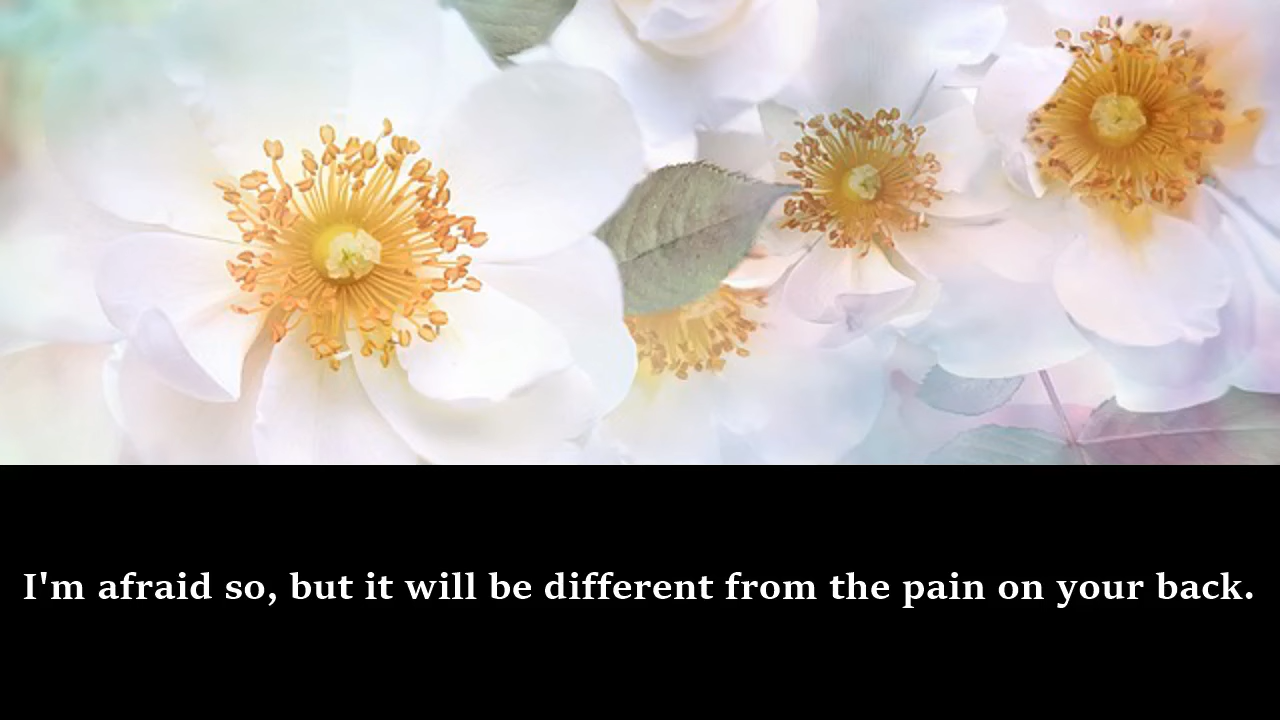 I'm afraid so, but it will be different from the pain on your back.